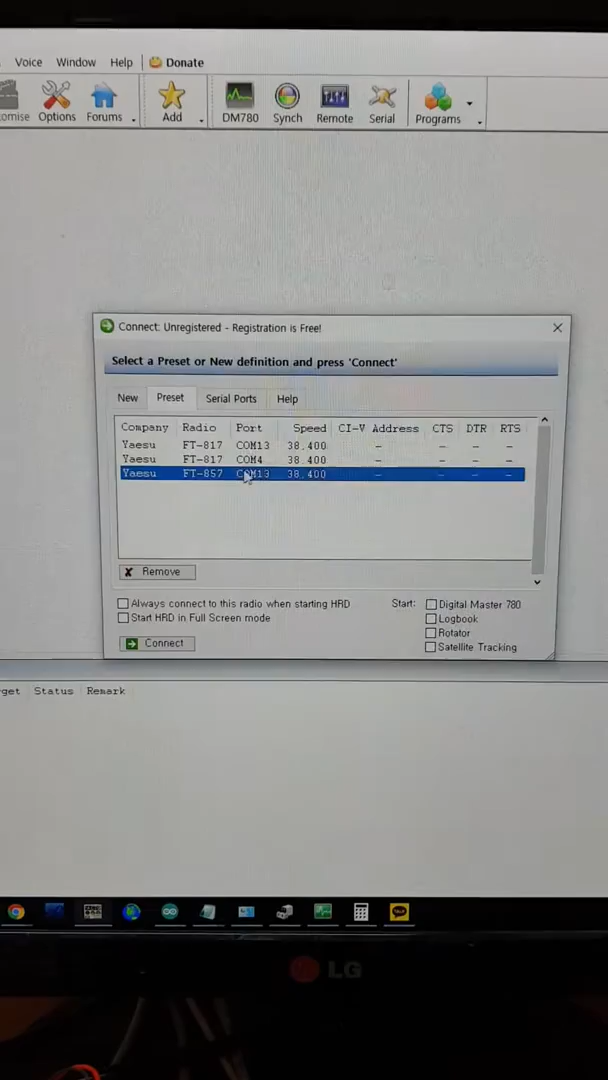 Voice Window Help Donate
omise Options Forums Add DM780 Synch Remote Serial Programs
Connect: Unregistered - Registration is Free!
Select a Preset or New definition and press 'Connect'
New Preset Serial Ports Help
Company Radio Port Speed CI-V Address CTS DTR RTS
Yaesu FT-817 COM13 38.400 - - - -
Yaesu FT-817 COM4 38.400 - - - -
Yaesu FT-857 COM13 38.400 - - - -
Remove
Always connect to this radio when starting HRD
Start HRD in Full Screen mode
Start: Digital Master 780
Logbook
Rotator
Satellite Tracking
Connect
rget Status Remark
TALK
LG